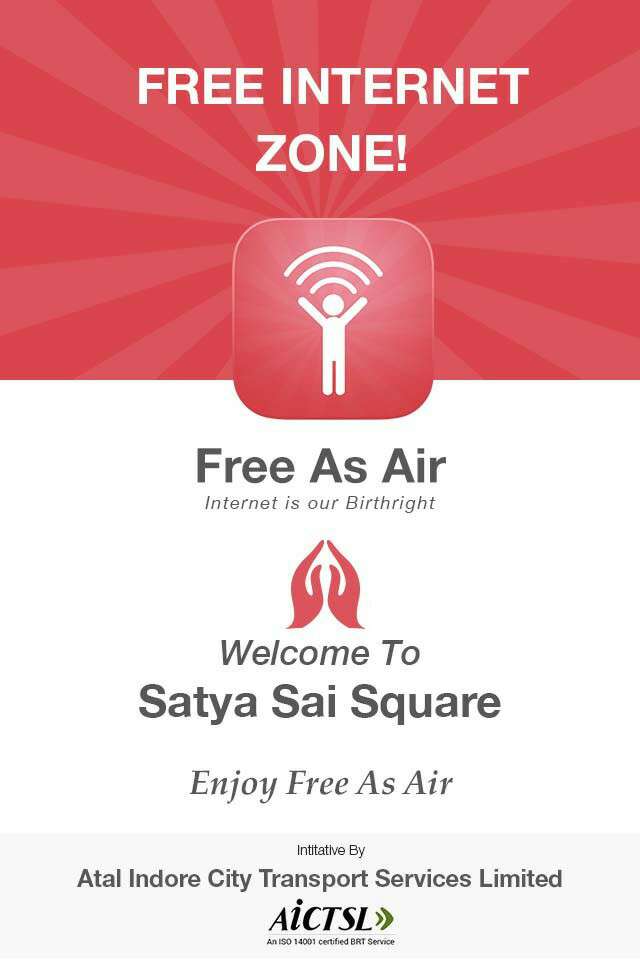 FREE INTERNET
ZONE!
Free As Air
Internet is our Birthright
Welcome To
Satya Sai Square
Enjoy Free As Air
Intitative By
Atal Indore City Transport Services Limited
AiCTSL
An ISO 14001 certified BRT Service